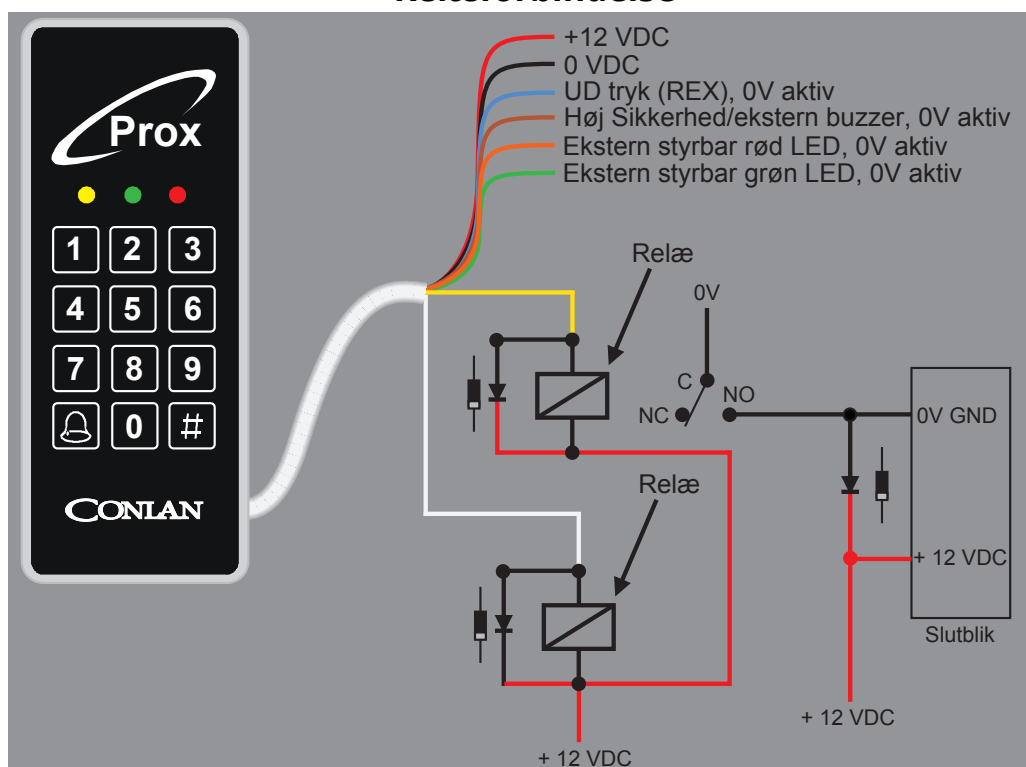 +12 VDC
0 VDC
UD tryk (REX), 0V aktiv
Høj Sikkerhed/ekstern buzzer, 0V aktiv
Ekstern styrbar rød LED, 0V aktiv
Ekstern styrbar grøn LED, 0V aktiv
Prox
1 2 3
4 5 6
7 8 9
0 #
CONLAN
Relæ
0V
C
NC
NO
0V GND
Relæ
+ 12 VDC
Slutblik
+ 12 VDC
+ 12 VDC